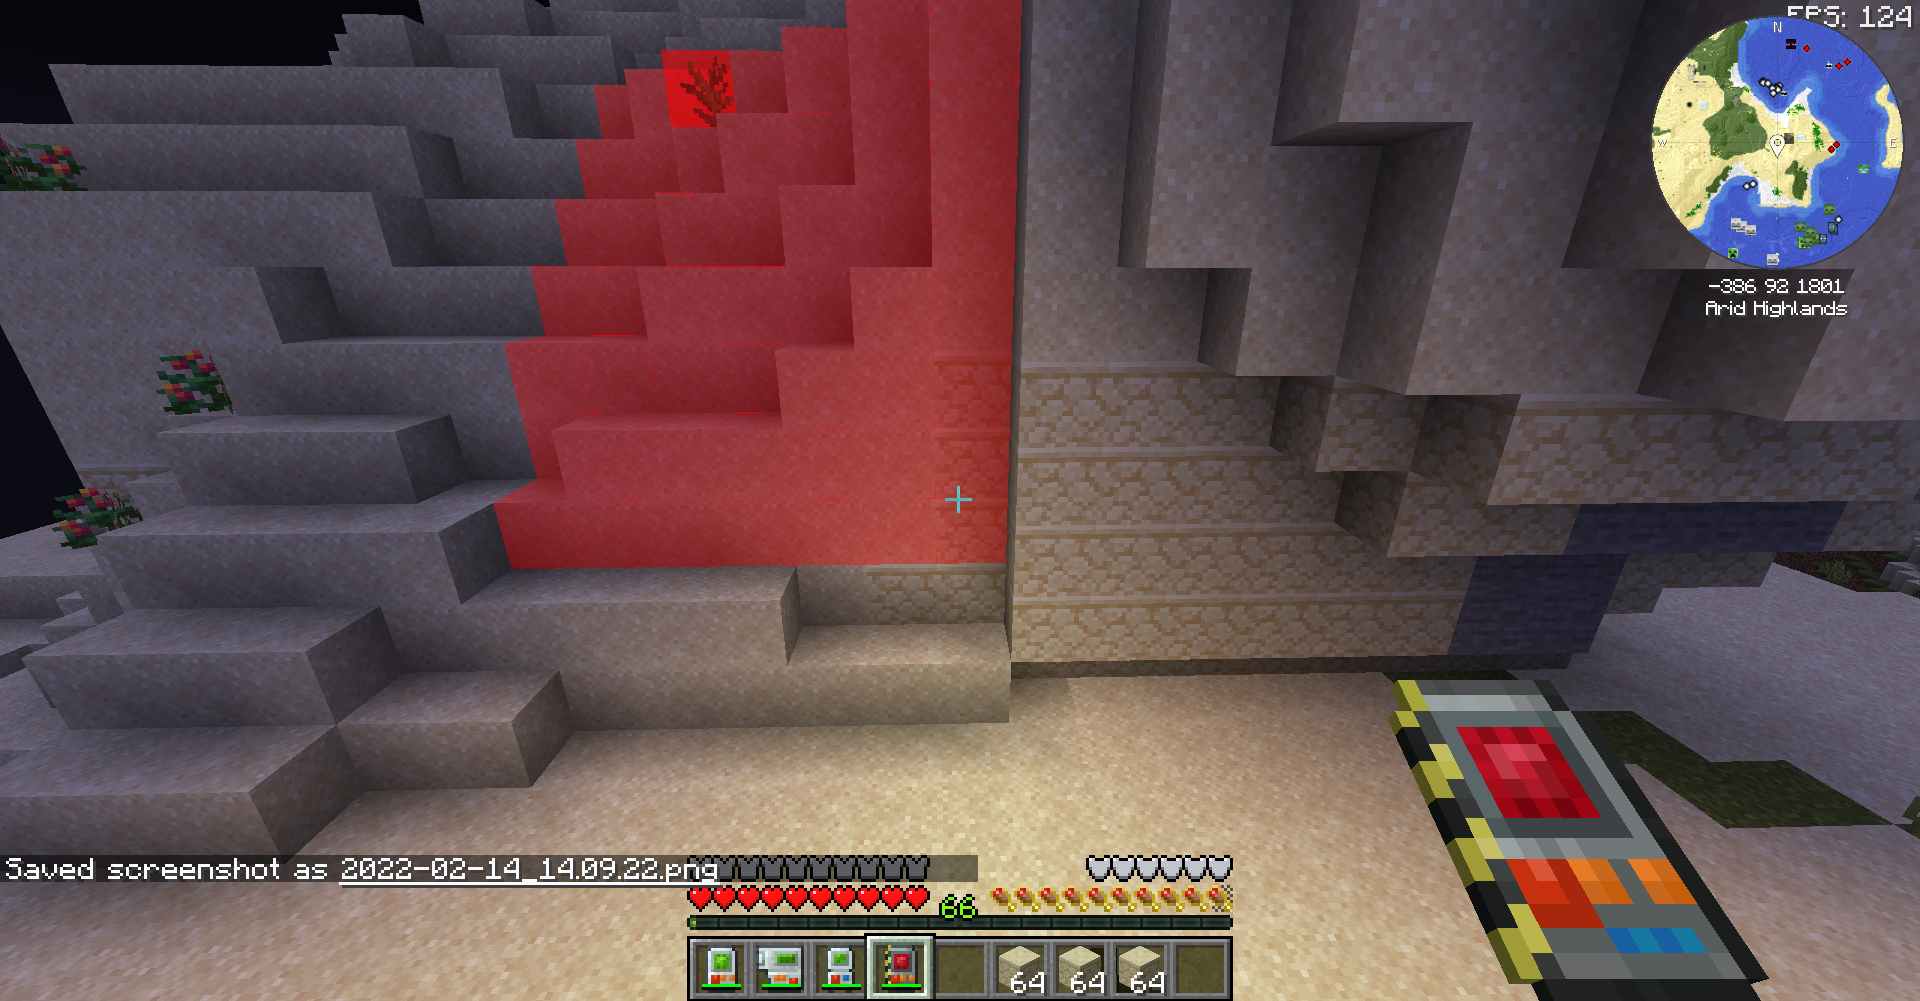 FPS: 124
N
W
E
-386 92 1801
Arid Highlands
Saved screenshot as 2022-02-14_14.09.22.png
66
64 64 64